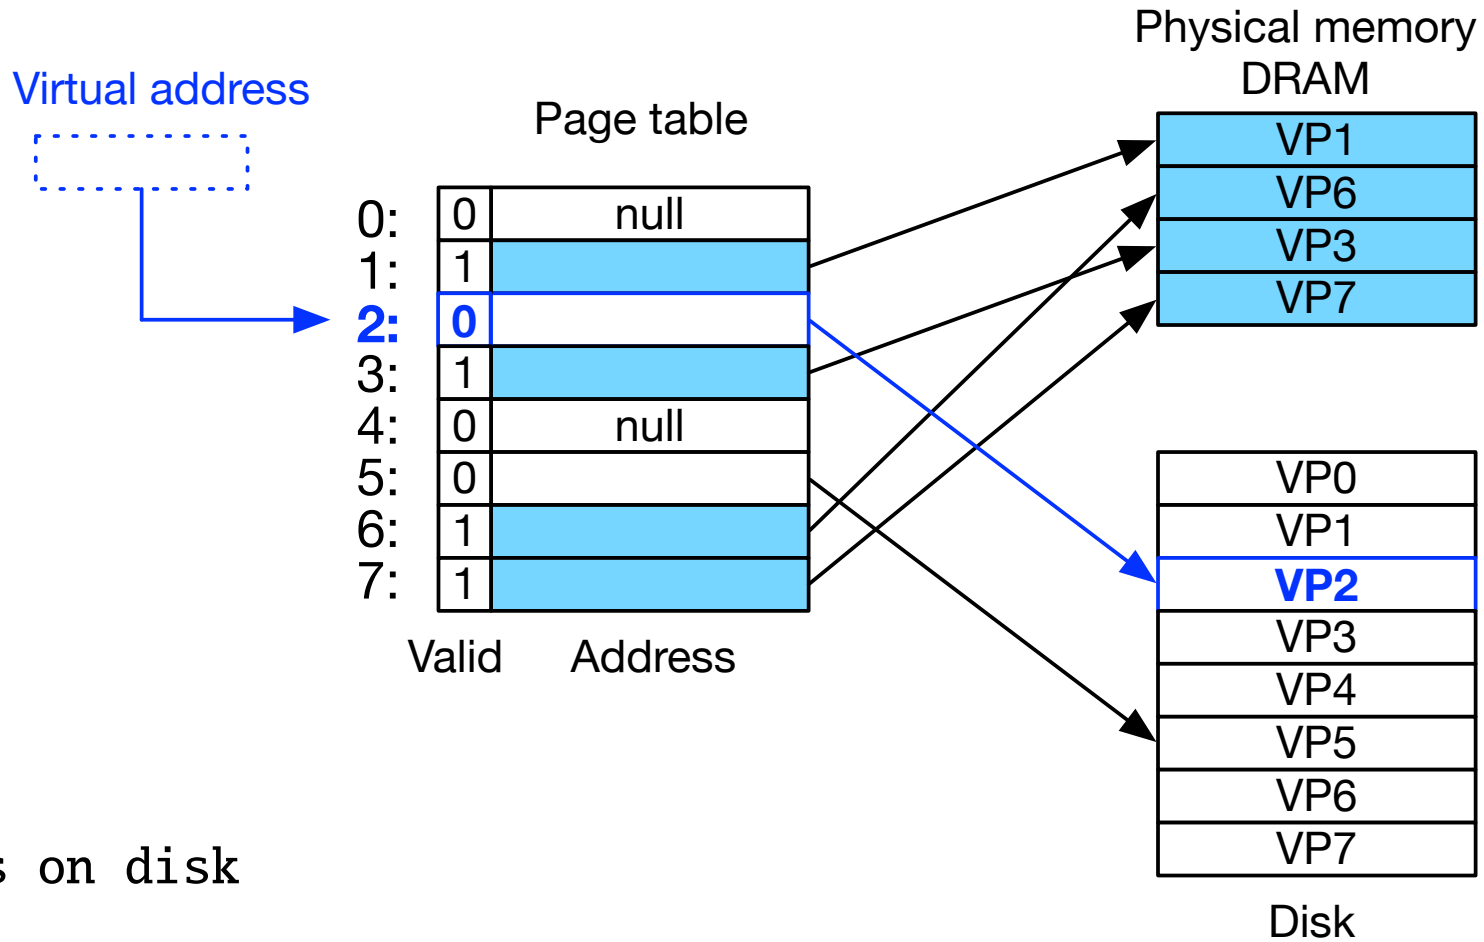 Physical memory
DRAM
Virtual address
Page table
VP1
VP6
VP3
VP7
0: 0 null
1: 1
2: 0
3: 1
4: 0 null
5: 0
6: 1
7: 1
Valid Address
VP0
VP1
VP2
VP3
VP4
VP5
VP6
VP7
Disk
s on disk